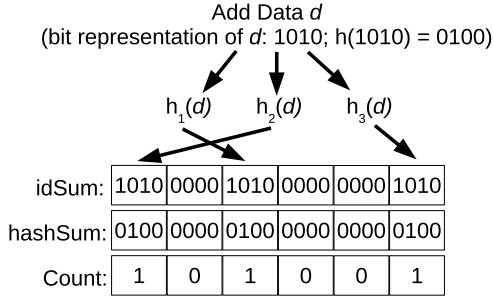 Add Data d
(bit representation of d: 1010; h(1010) = 0100)
h1(d) h2(d) h3(d)
idSum: 1010 0000 1010 0000 0000 1010
hashSum: 0100 0000 0100 0000 0000 0100
Count: 1 0 1 0 0 1